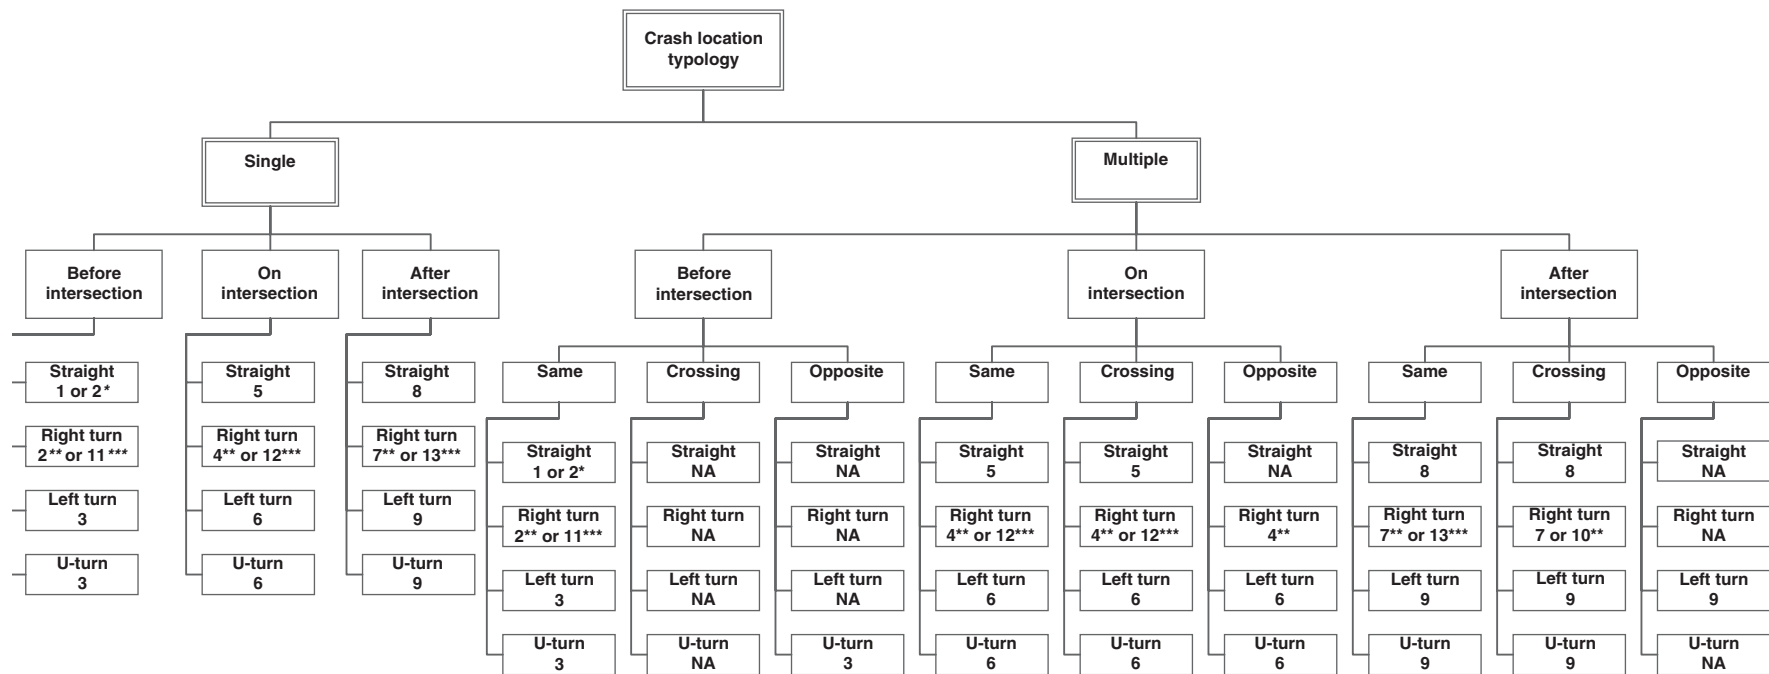 Crash location
typology
Single
Multiple
Before
intersection
On
intersection
After
intersection
Before
intersection
On
intersection
After
intersection
Straight
1 or 2*
Right turn
2** or 11***
Left turn
3
U-turn
3
Straight
5
Right turn
4** or 12***
Left turn
6
U-turn
6
Straight
8
Right turn
7** or 13***
Left turn
9
U-turn
9
Same
Straight
1 or 2*
Right turn
2** or 11***
Left turn
3
U-turn
3
Crossing
Straight
NA
Right turn
NA
Left turn
NA
U-turn
NA
Opposite
Straight
NA
Right turn
NA
Left turn
NA
U-turn
3
Same
Straight
5
Right turn
4** or 12***
Left turn
6
U-turn
6
Crossing
Straight
5
Right turn
4** or 12***
Left turn
6
U-turn
6
Opposite
Straight
NA
Right turn
4**
Left turn
6
U-turn
6
Same
Straight
8
Right turn
7** or 13***
Left turn
9
U-turn
9
Crossing
Straight
8
Right turn
7 or 10**
Left turn
9
U-turn
9
Opposite
Straight
NA
Right turn
NA
Left turn
9
U-turn
NA